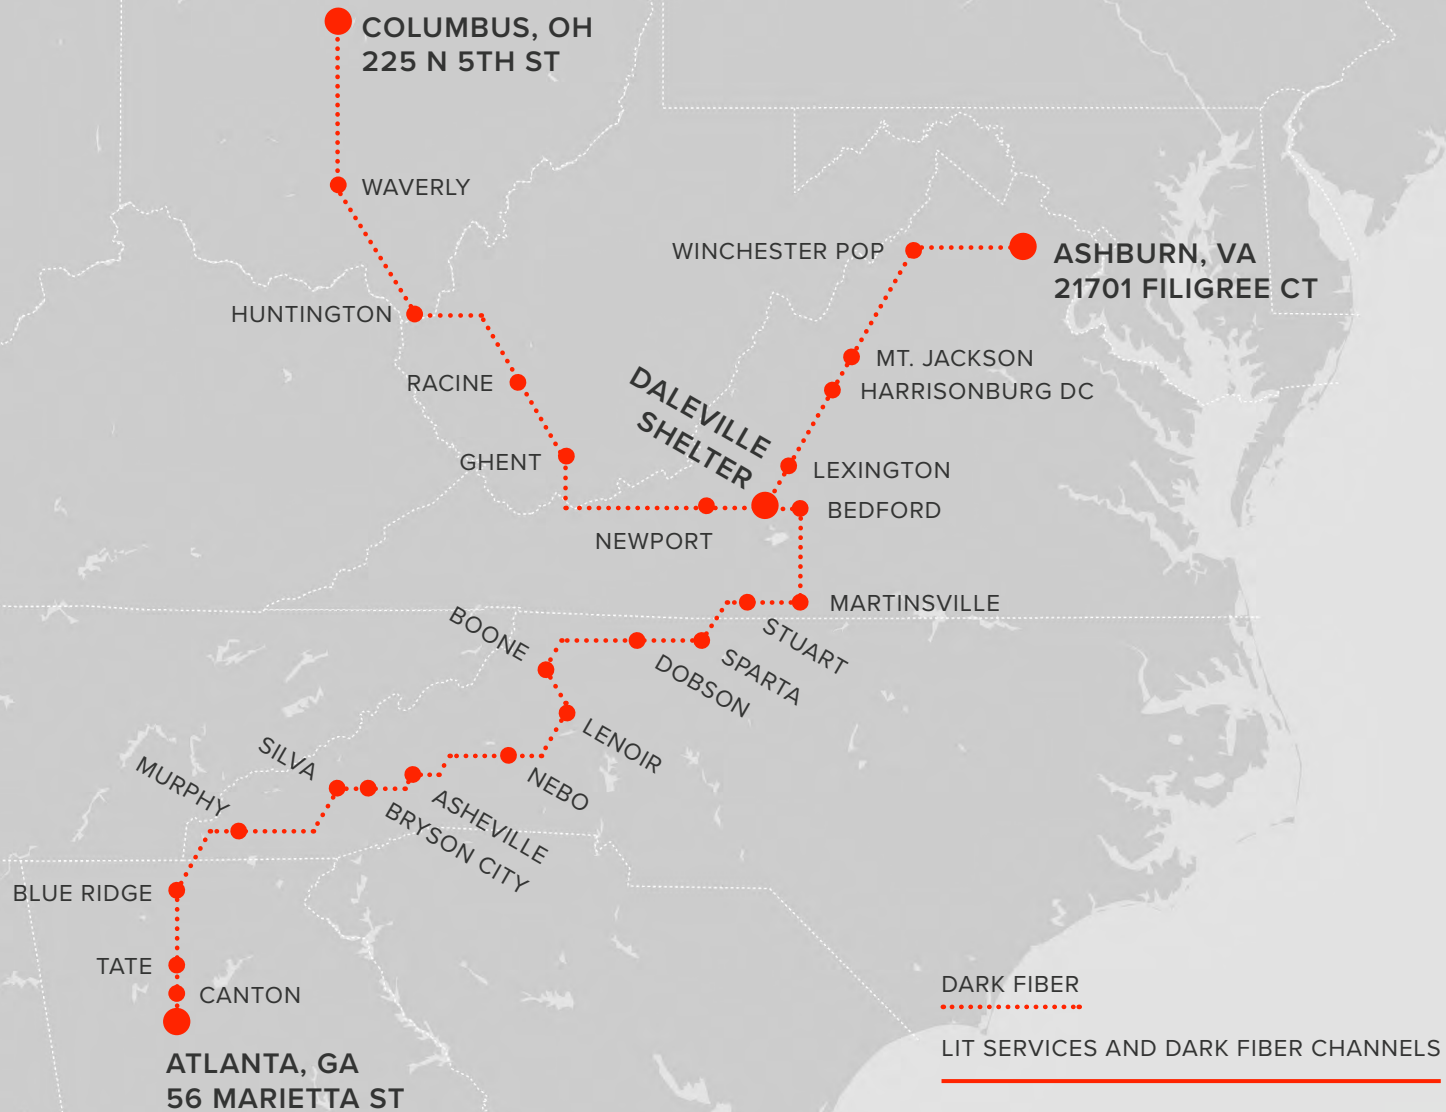 COLUMBUS, OH
225 N 5TH ST
WAVERLY
WINCHESTER POP
ASHBURN, VA
21701 FILIGREE CT
HUNTINGTON
MT. JACKSON
RACINE
HARRISONBURG DC
DALEVILLE
SHELTER
GHENT
LEXINGTON
BEDFORD
NEWPORT
MARTINSVILLE
BOONE
STUART
SPARTA
DOBSON
LENOIR
SILVA
MURPHY
NEBO
ASHEVILLE
BRYSON CITY
BLUE RIDGE
TATE
CANTON
ATLANTA, GA
56 MARIETTA ST
DARK FIBER
LIT SERVICES AND DARK FIBER CHANNELS